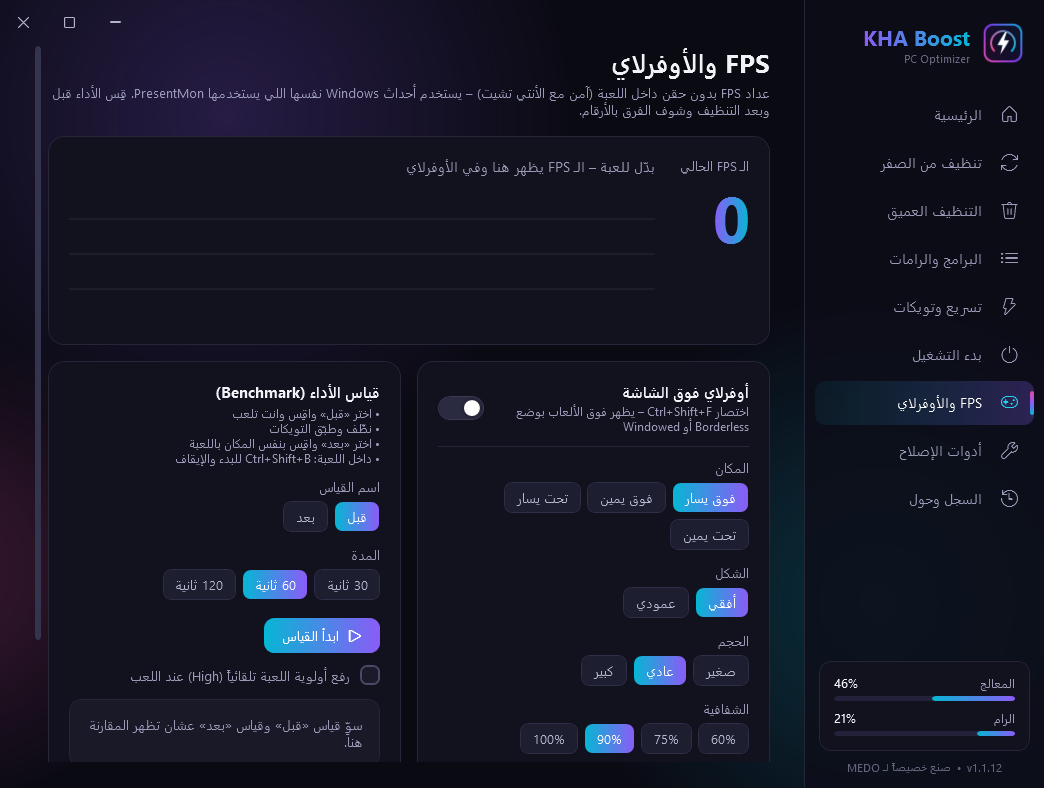 KHA Boost
PC Optimizer
الرئيسية
تنظيف من الصفر
التنظيف العميق
البرامج والرامات
تسريع وتويكات
بدء التشغيل
FPS والأوفرلاي
أدوات الإصلاح
السجل وحول
المعالج 46%
الرام 21%
v1.1.12 • صنع خصيصاً لـ MEDO
FPS والأوفرلاي
عداد FPS بدون حقن داخل اللعبة (آمن مع الأنتي تشيت) – يستخدم أحداث Windows نفسها اللي يستخدمها PresentMon. قِس الأداء قبل
وبعد التنظيف وشوف الفرق بالأرقام.
الـ FPS الحالي
0
بدّل للعبة – الـ FPS يظهر هنا وفي الأوفرلاي
أوفرلاي فوق الشاشة
اختصار Ctrl+Shift+F – يظهر فوق الألعاب بوضع
Borderless أو Windowed
المكان
فوق يسار فوق يمين تحت يسار
تحت يمين
الشكل
أفقي عمودي
الحجم
صغير عادي كبير
الشفافية
60% 75% 90% 100%
قياس الأداء (Benchmark)
• اختر «قبل» واقِس وانت تلعب
• نظّف وطبّق التويكات
• اختر «بعد» واقِس بنفس المكان باللعبة
• داخل اللعبة: Ctrl+Shift+B للبدء والإيقاف
اسم القياس
قبل بعد
المدة
30 ثانية 60 ثانية 120 ثانية
ابدأ القياس
رفع أولوية اللعبة تلقائياً (High) عند اللعب
سوِّ قياس «قبل» وقياس «بعد» عشان تظهر المقارنة
هنا.